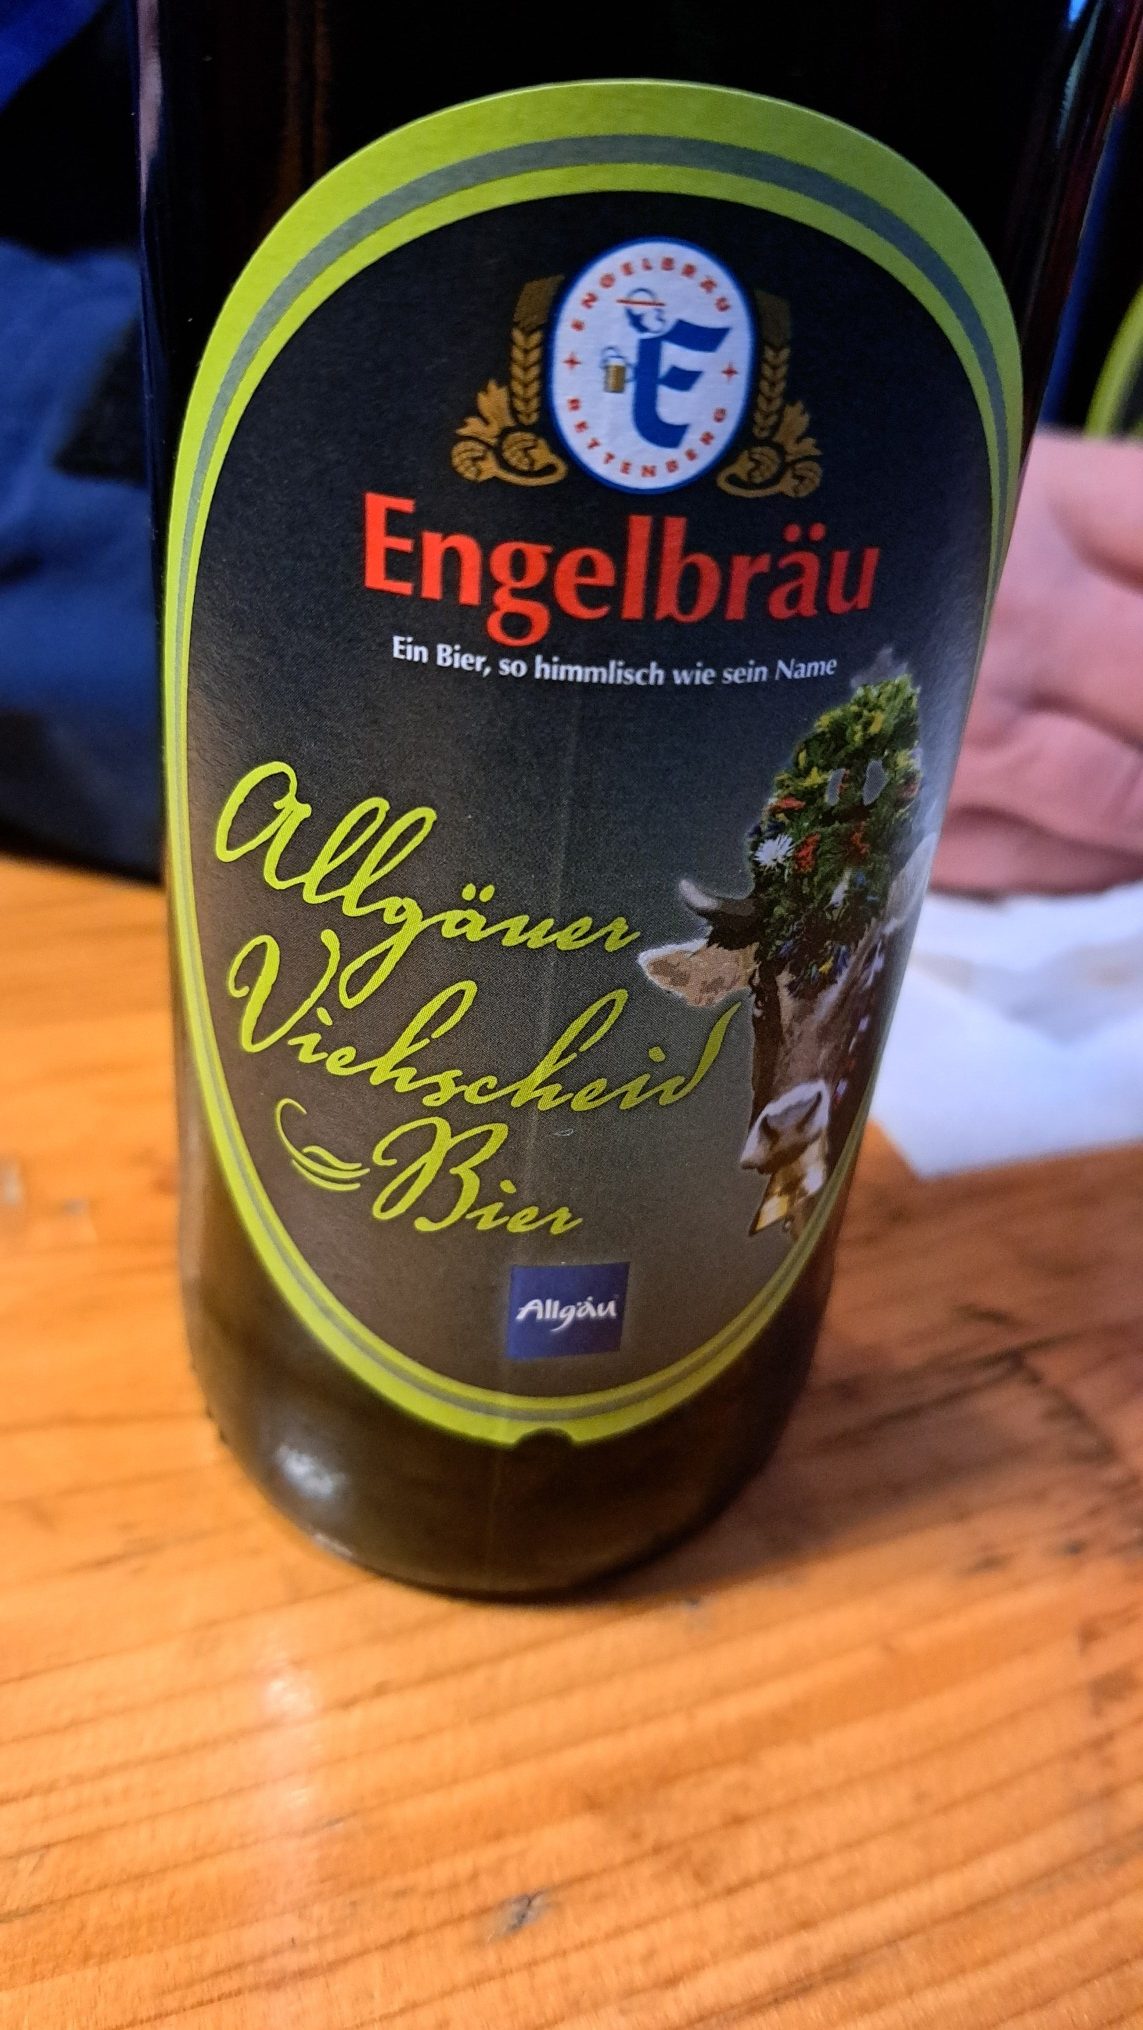 ENGELBRÄU
E
RETTENBERG
Engelbräu
Ein Bier, so himmlisch wie sein Name
Allgäuer
Viehscheid
Bier
Allgäu